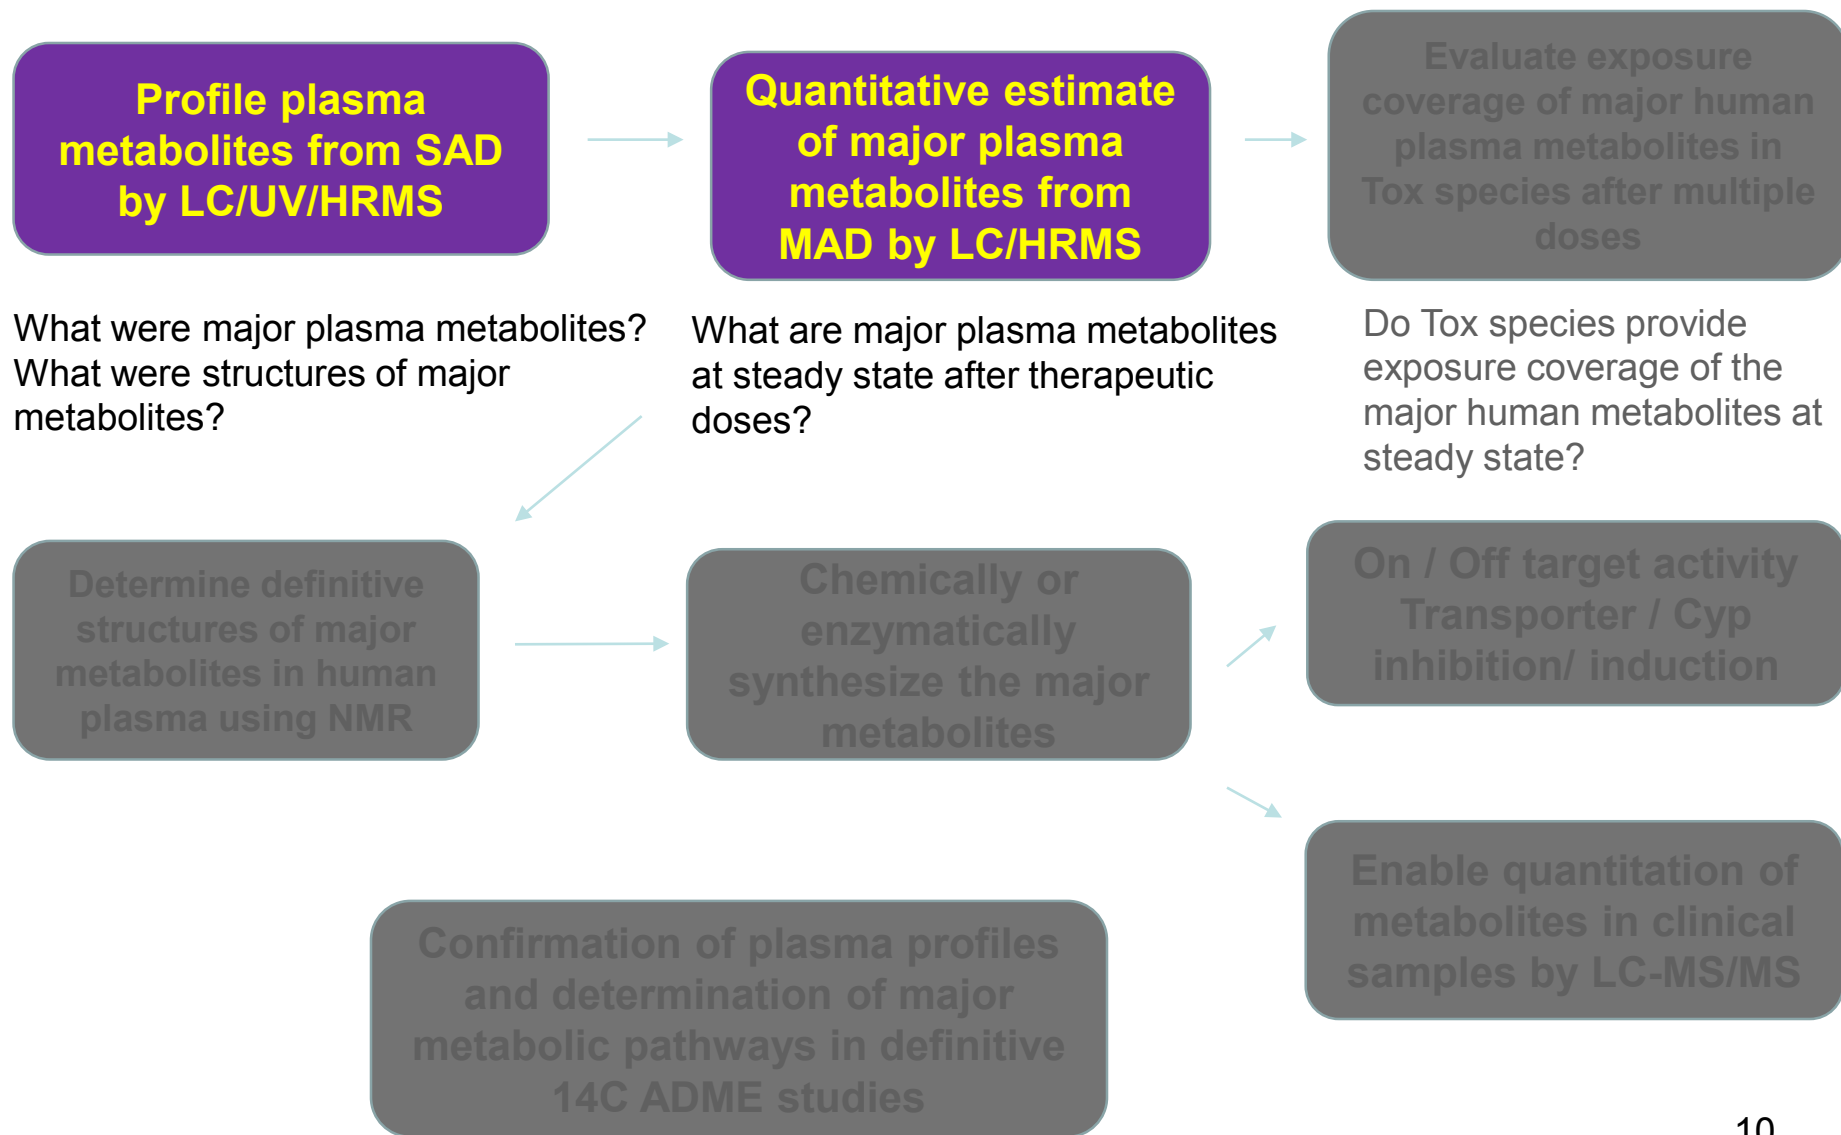 Profile plasma
metabolites from SAD
by LC/UV/HRMS
Quantitative estimate
of major plasma
metabolites from
MAD by LC/HRMS
Evaluate exposure
coverage of major human
plasma metabolites in
Tox species after multiple
doses
What were major plasma metabolites?
What were structures of major
metabolites?
What are major plasma metabolites
at steady state after therapeutic
doses?
Do Tox species provide
exposure coverage of the
major human metabolites at
steady state?
Determine definitive
structures of major
metabolites in human
plasma using NMR
Chemically or
enzymatically
synthesize the major
metabolites
On / Off target activity
Transporter / Cyp
inhibition/ induction
Enable quantitation of
metabolites in clinical
samples by LC-MS/MS
Confirmation of plasma profiles
and determination of major
metabolic pathways in definitive
14C ADME studies
10